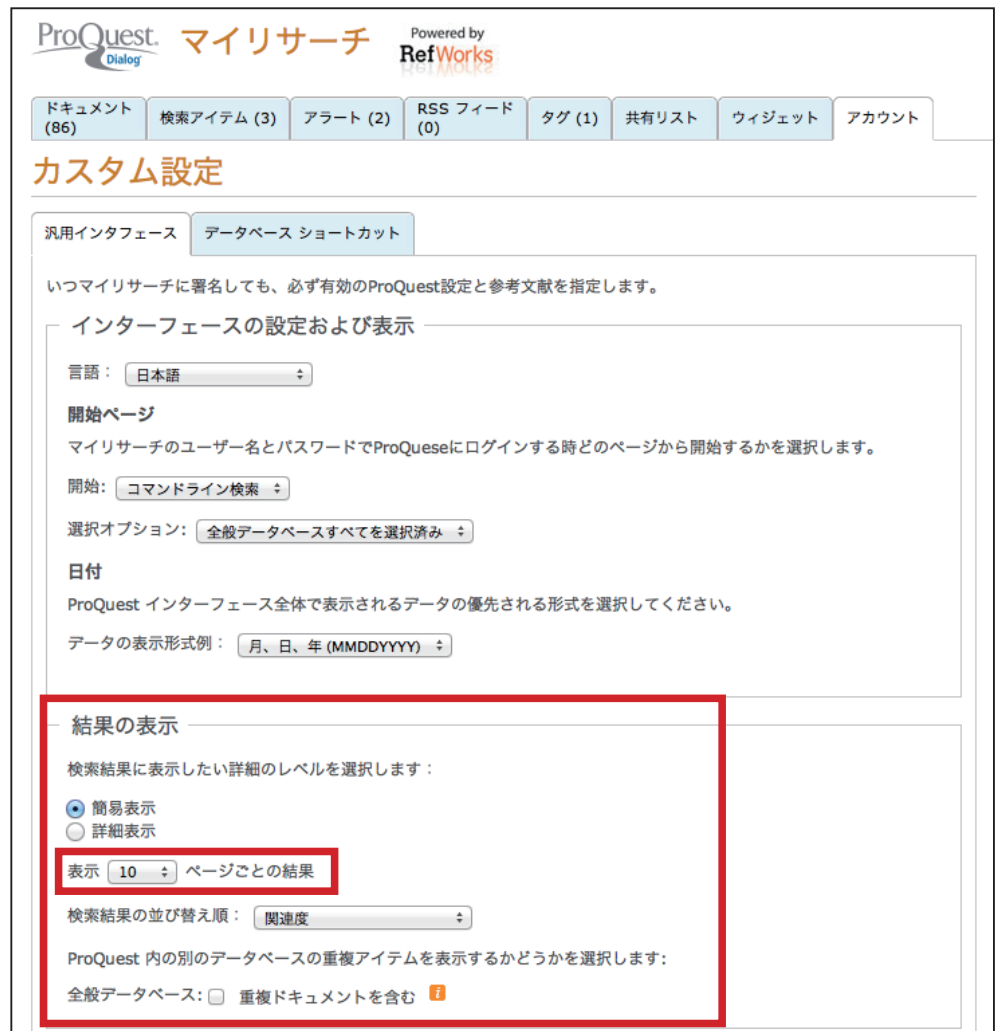 ProQuest. マイリサーチ Powered by
Dialog RefWorks
ドキュメント (86) 検索アイテム (3) アラート (2) RSS フィード (0) タグ (1) 共有リスト ウィジェット アカウント
カスタム設定
汎用インタフェース データベース ショートカット
いつマイリサーチに署名しても、必ず有効のProQuest設定と参考文献を指定します。
インターフェースの設定および表示
言語： 日本語
開始ページ
マイリサーチのユーザー名とパスワードでProQueseにログインする時どのページから開始するかを選択します。
開始: コマンドライン検索
選択オプション: 全般データベースすべてを選択済み
日付
ProQuest インターフェース全体で表示されるデータの優先される形式を選択してください。
データの表示形式例： 月、日、年 (MMDDYYYY)
結果の表示
検索結果に表示したい詳細のレベルを選択します：
簡易表示
詳細表示
表示 10 ページごとの結果
検索結果の並び替え順： 関連度
ProQuest 内の別のデータベースの重複アイテムを表示するかどうかを選択します:
全般データベース: 重複ドキュメントを含む i